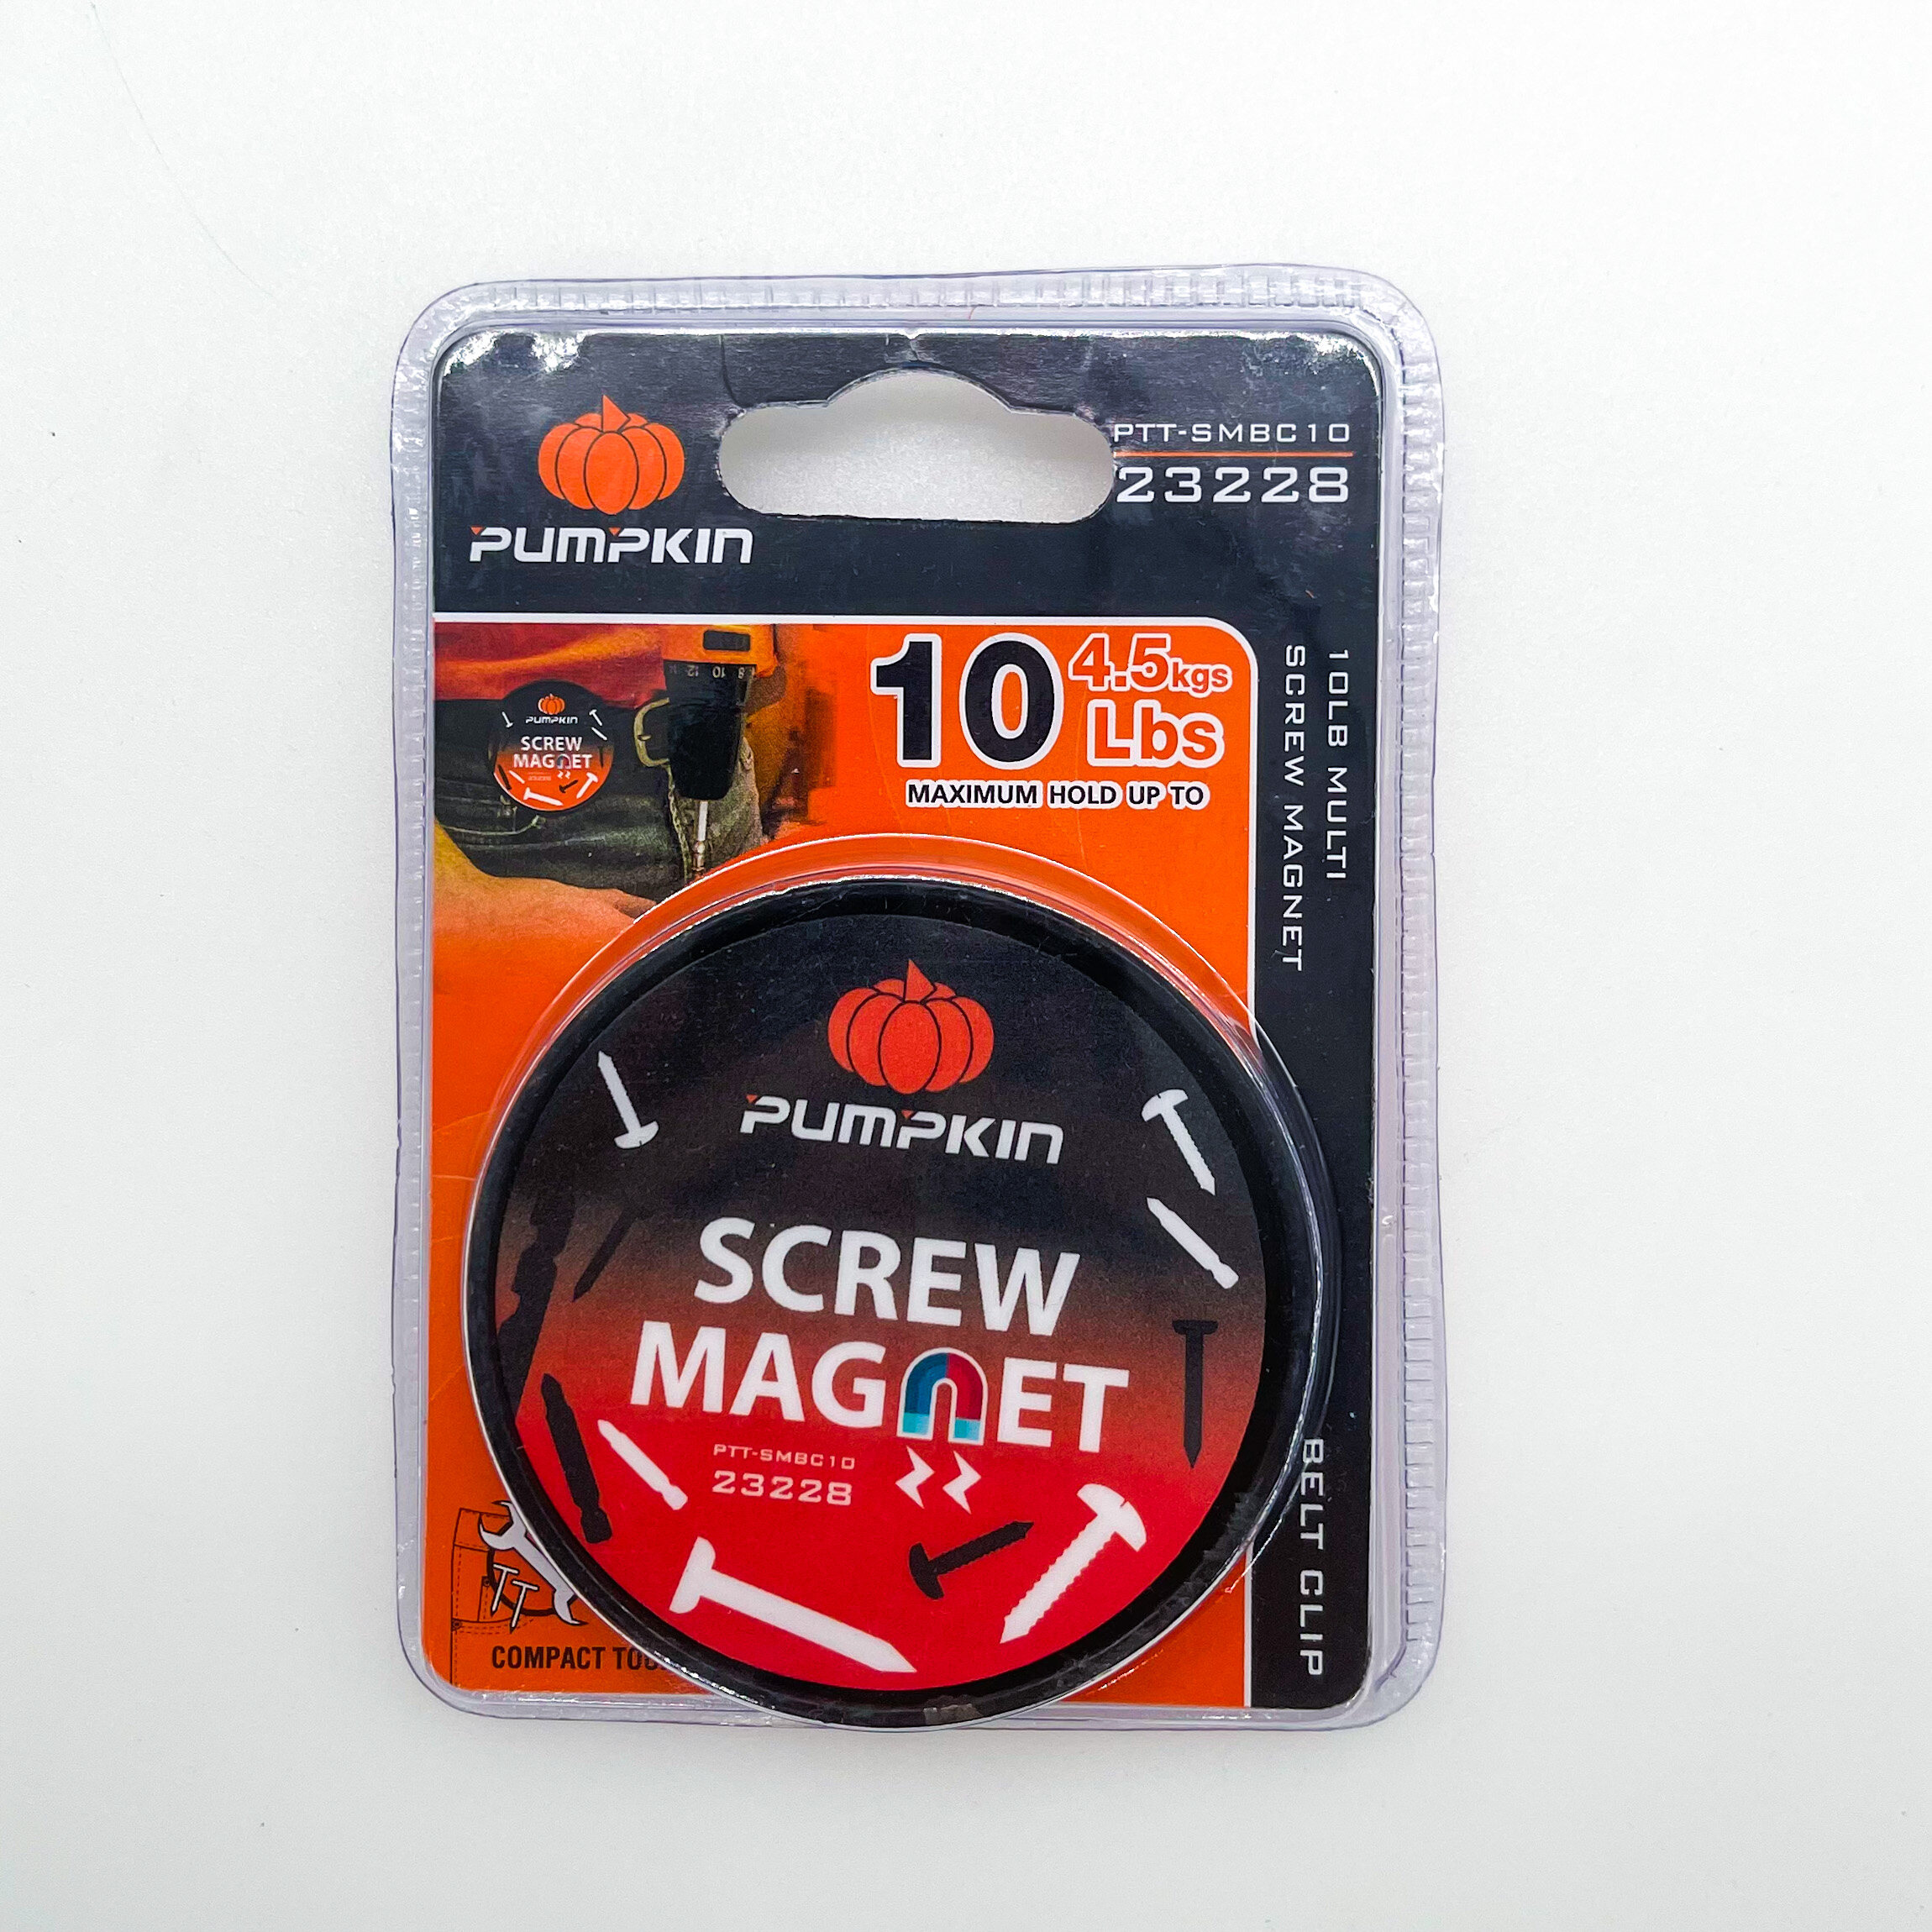 PUMPKIN
PTT-SMBC10
23228
10 4.5kgs
Lbs
MAXIMUM HOLD UP TO
PUMPKIN
SCREW
MAGNET
10LB MULTI
SCREW MAGNET
BELT CLIP
PUMPKIN
SCREW
MAGNET
PTT-SMBC10
23228
COMPACT